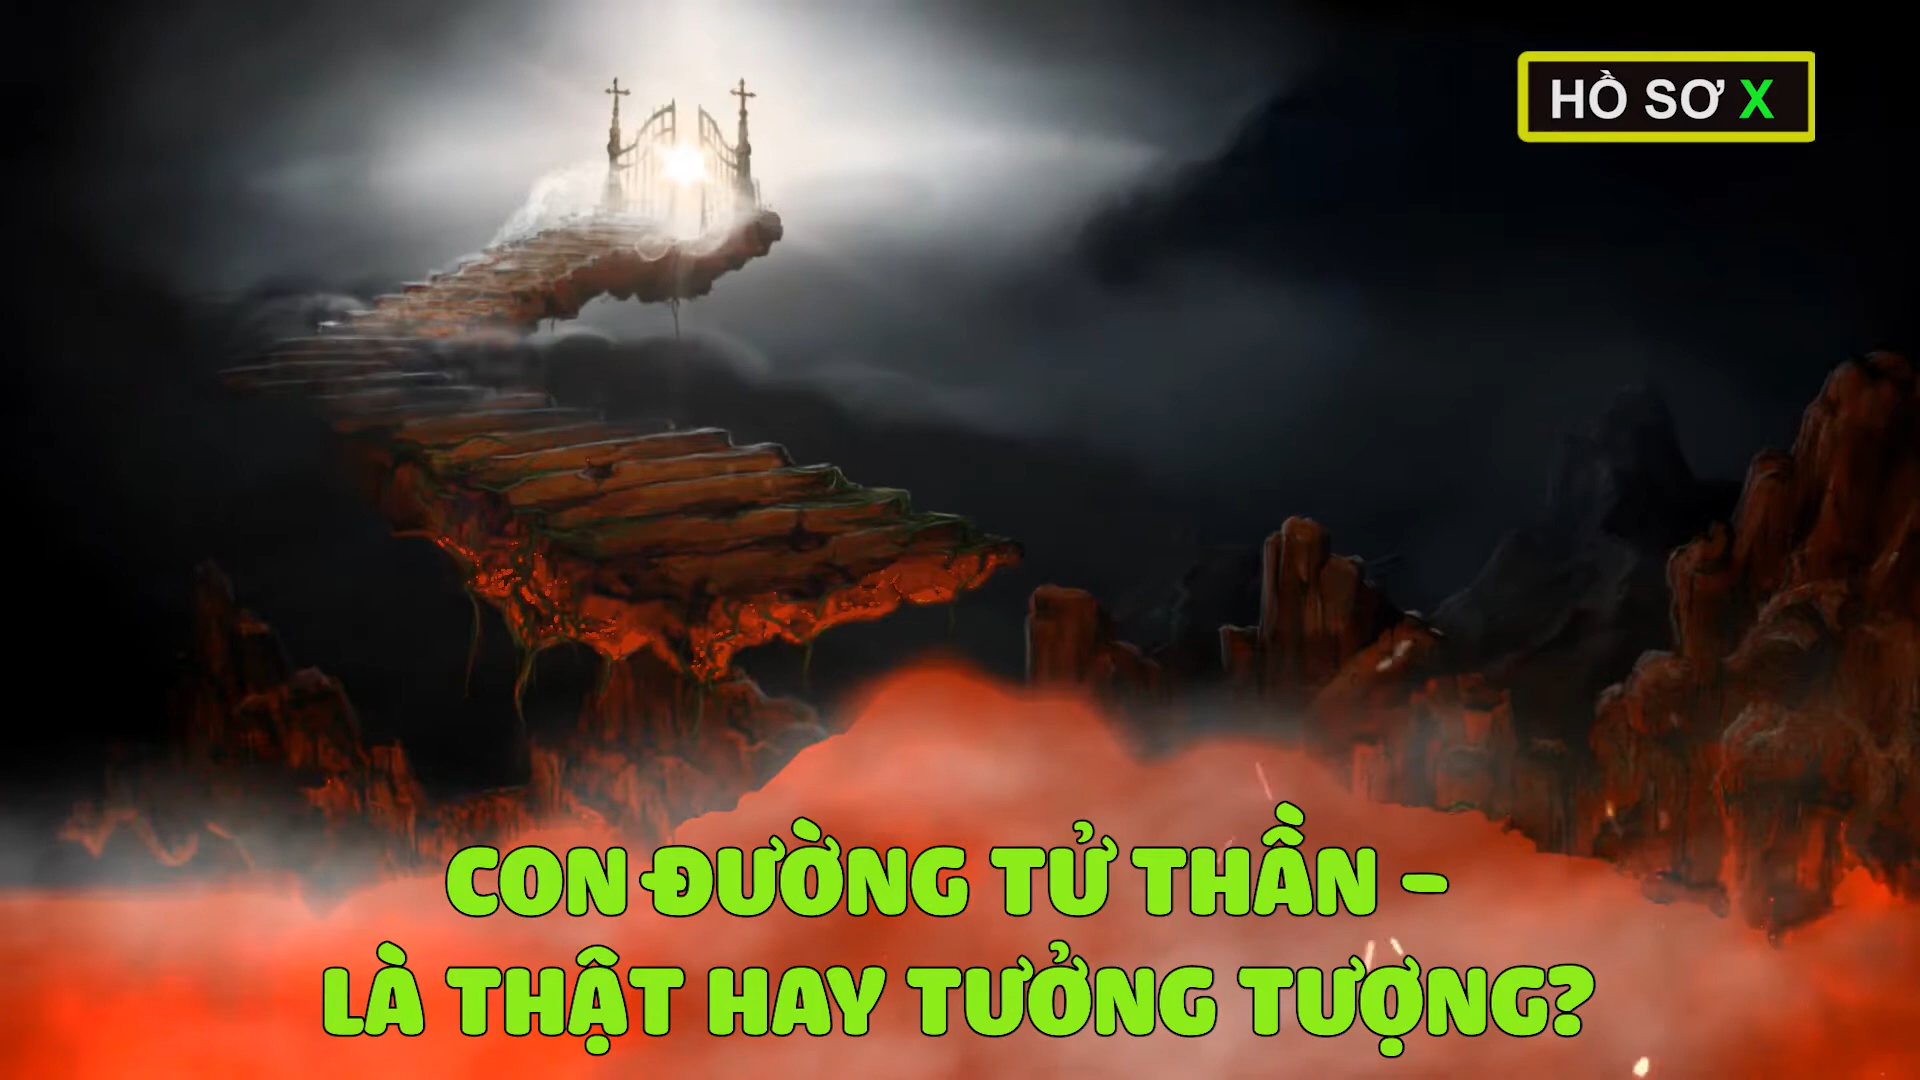 HỒ SƠ X
CON ĐƯỜNG TỬ THẦN –
LÀ THẬT HAY TƯỞNG TƯỢNG?